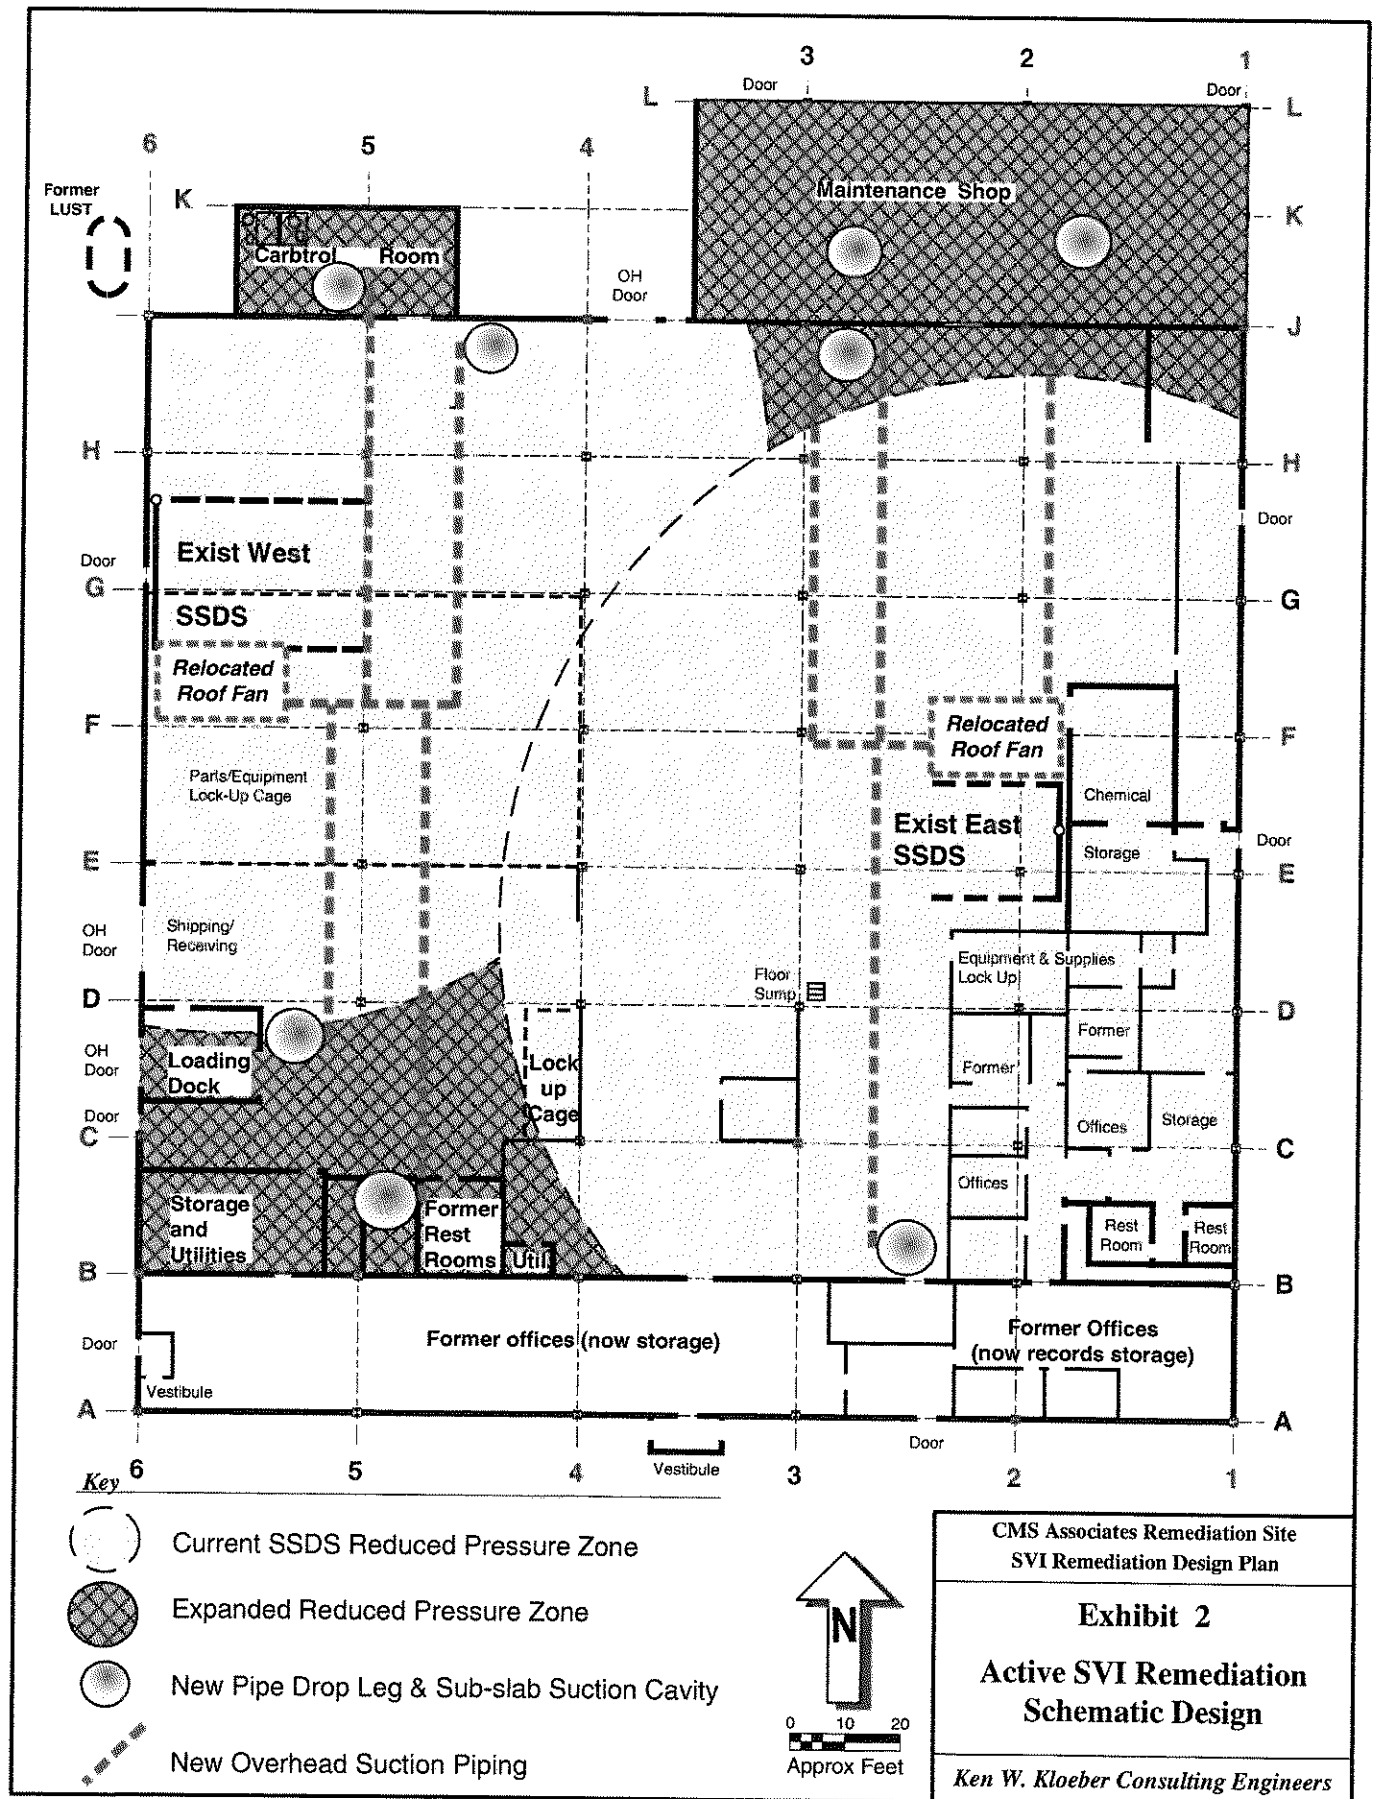 3
2
1
Door
Door
L
L
6
5
4
Former
LUST
K
Maintenance Shop
K
Carbtrol Room
OH
Door
J
H
H
Door
Exist West
Door
G
G
SSDS
Relocated
Roof Fan
F
Relocated
Roof Fan
F
Parts/Equipment
Lock-Up Cage
Chemical
Exist East
SSDS
Door
Storage
E
E
OH
Door
Shipping/
Receiving
Equipment & Supplies
Lock Up
Floor
Sump
D
D
Former
OH
Door
Loading
Dock
Lock
up
Cage
Former
Door
C
Offices
Storage
C
Offices
Storage
and
Utilities
Former
Rest
Rooms
Util
Rest
Room
Rest
Room
B
B
Door
Former offices (now storage)
Former Offices
(now records storage)
Vestibule
A
A
Door
6
5
4
Vestibule
3
2
1
Key
Current SSDS Reduced Pressure Zone
Expanded Reduced Pressure Zone
New Pipe Drop Leg & Sub-slab Suction Cavity
New Overhead Suction Piping
N
0 10 20
Approx Feet
CMS Associates Remediation Site
SVI Remediation Design Plan
Exhibit 2
Active SVI Remediation
Schematic Design
Ken W. Kloeber Consulting Engineers